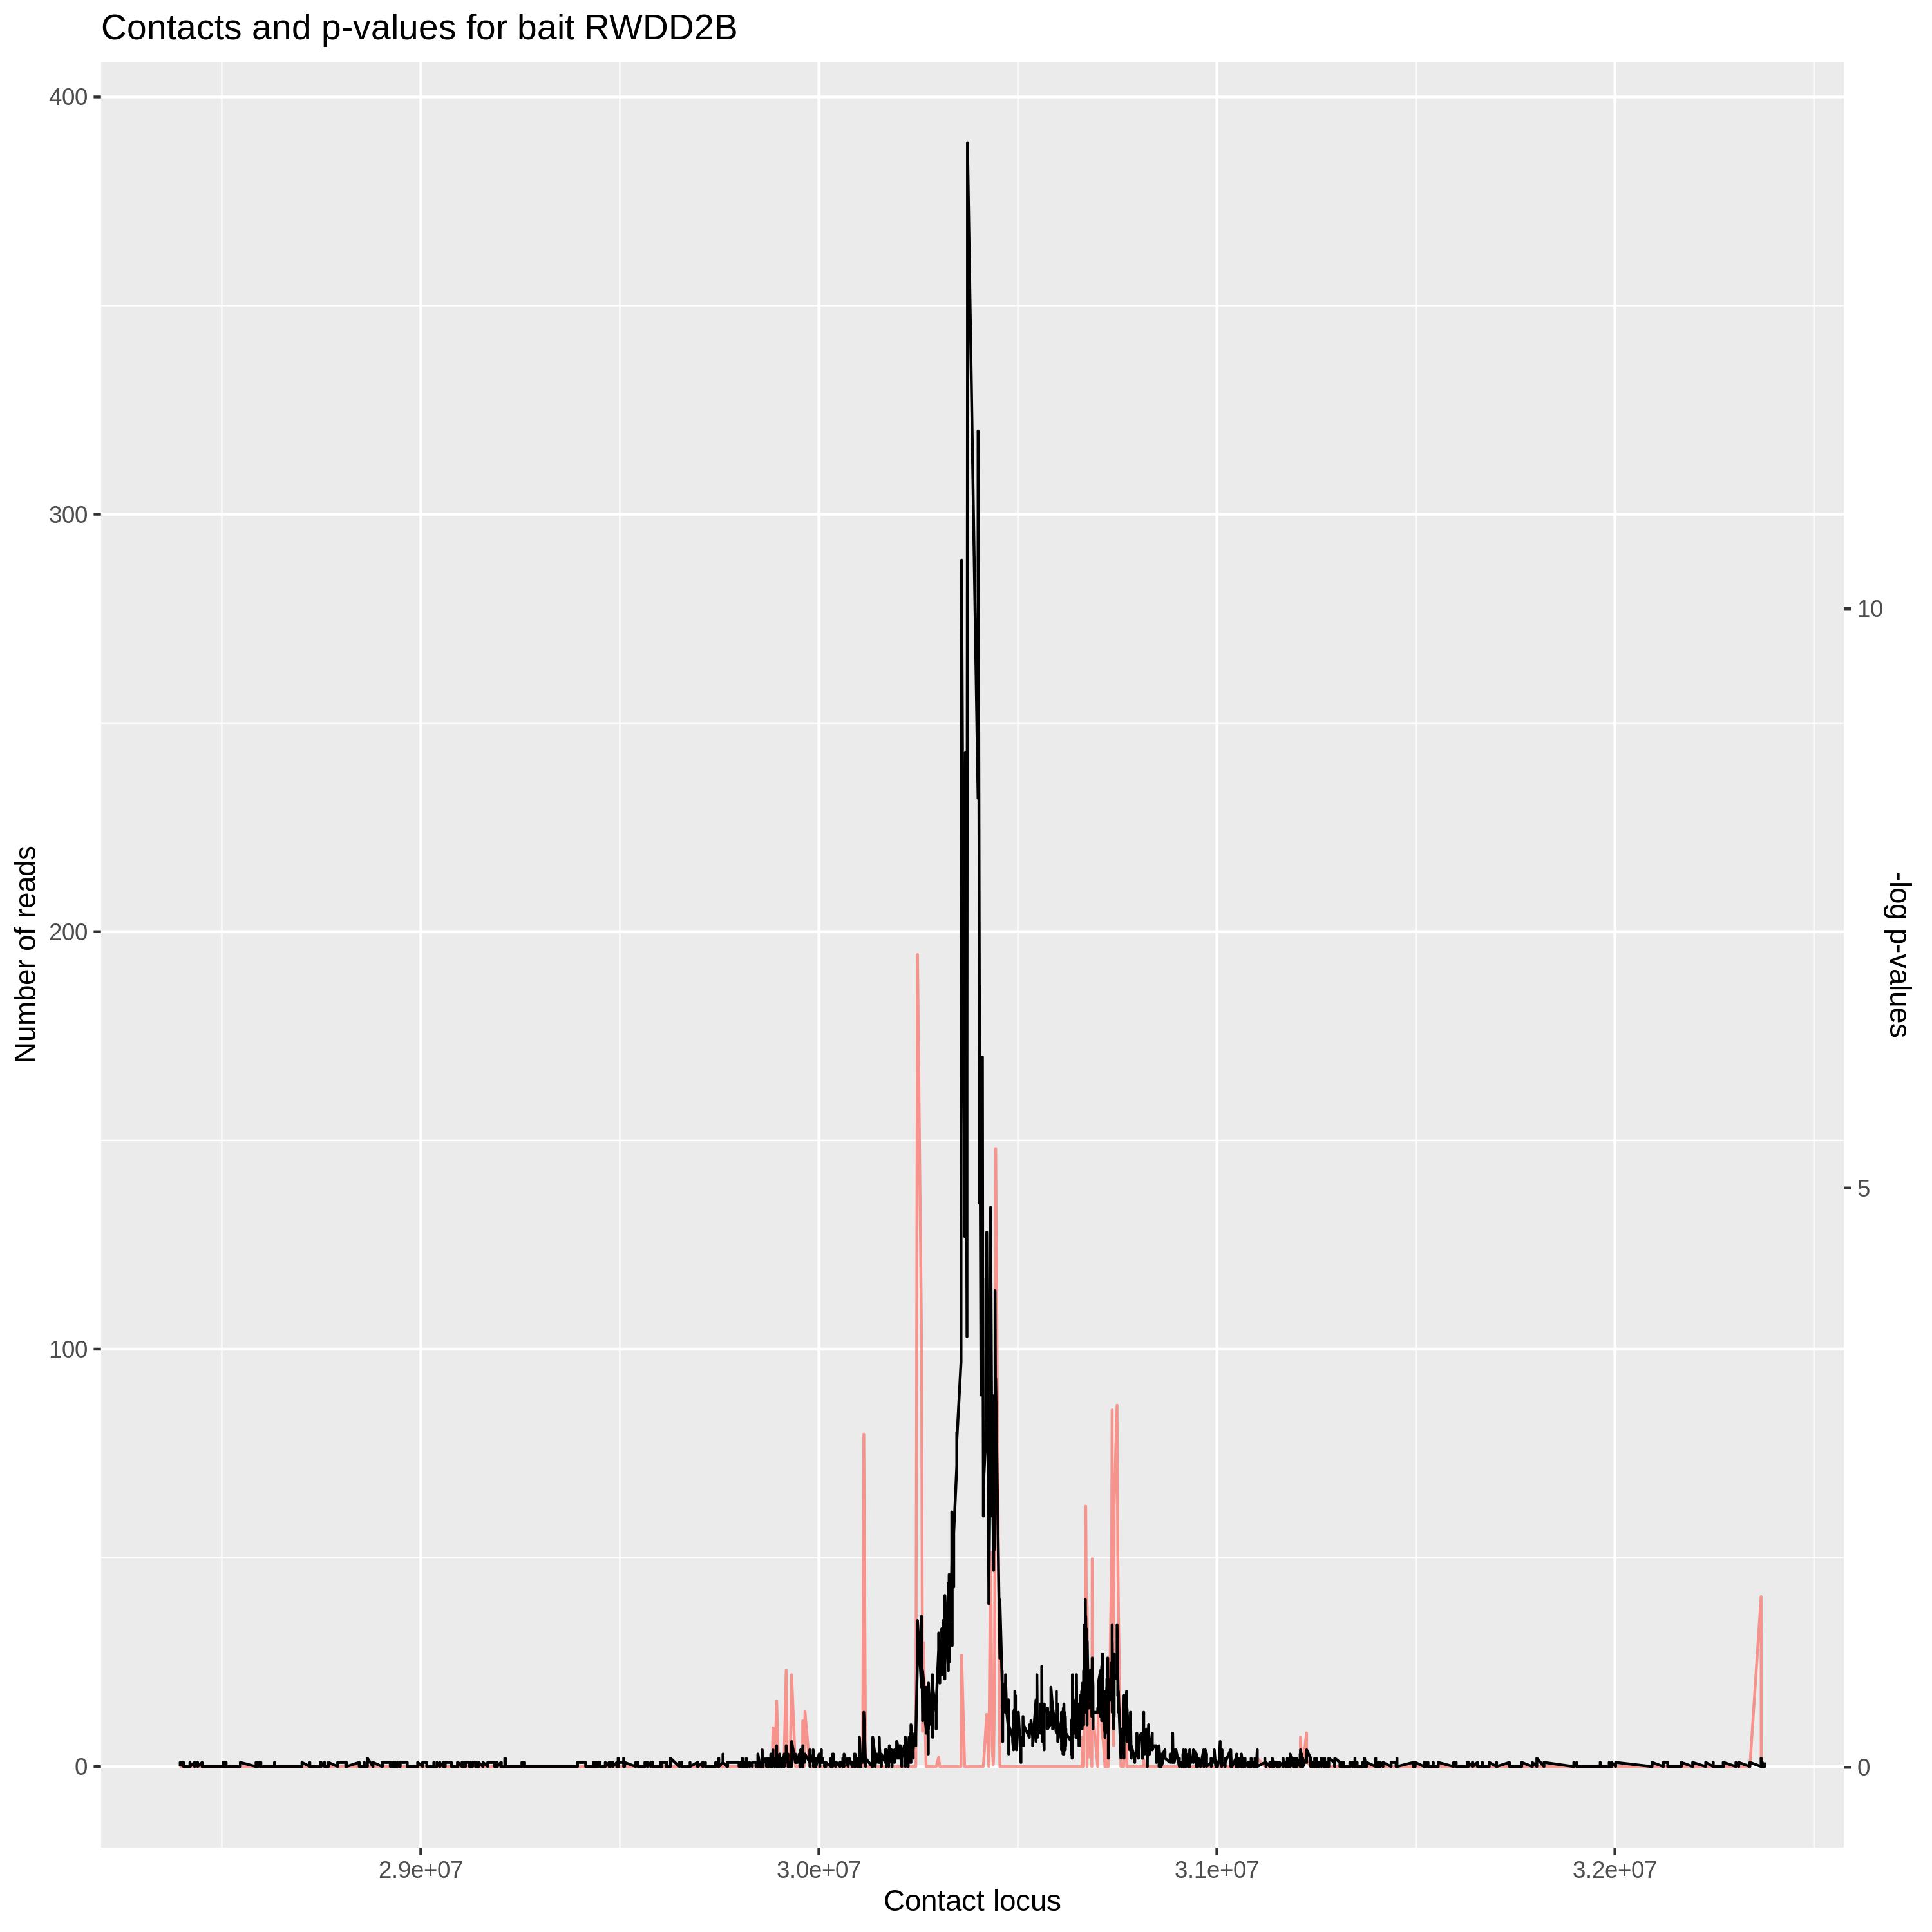 Contacts and p-values for bait RWDD2B
400
300
200
100
0
Number of reads
10
5
0
-log p-values
2.9e+07
3.0e+07
3.1e+07
3.2e+07
Contact locus